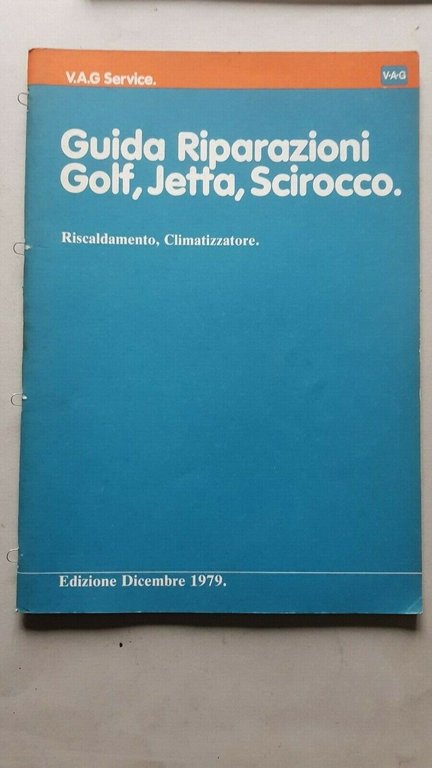 V.A.G Service.
V·A·G
Guida Riparazioni
Golf, Jetta, Scirocco.
Riscaldamento, Climatizzatore.
Edizione Dicembre 1979.